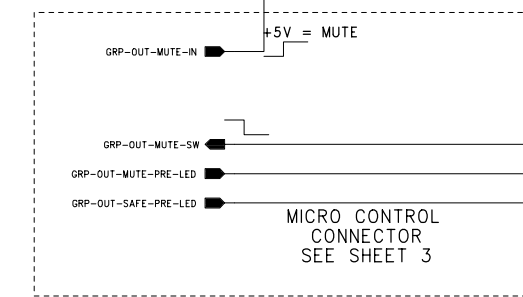 +5V = MUTE
GRP-OUT-MUTE-IN
GRP-OUT-MUTE-SW
GRP-OUT-MUTE-PRE-LED
GRP-OUT-SAFE-PRE-LED
MICRO CONTROL
CONNECTOR
SEE SHEET 3